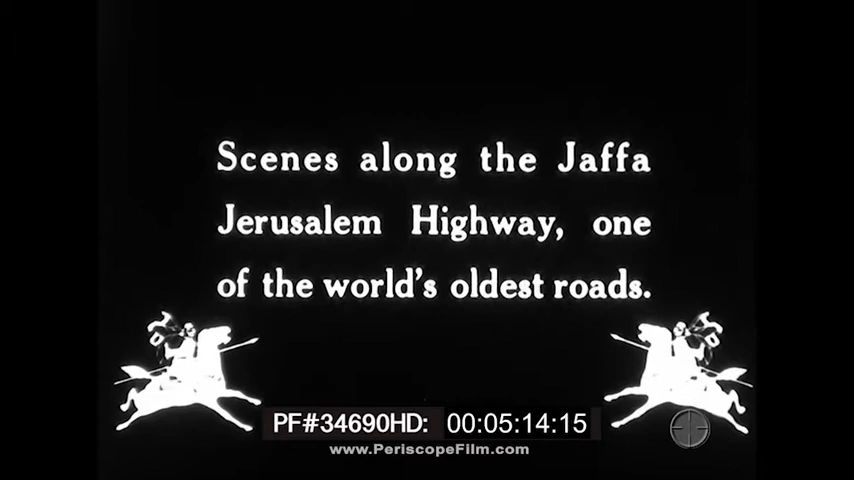 Scenes along the Jaffa
Jerusalem Highway, one
of the world's oldest roads.
PF#34690HD: 00:05:14:15
www.PeriscopeFilm.com